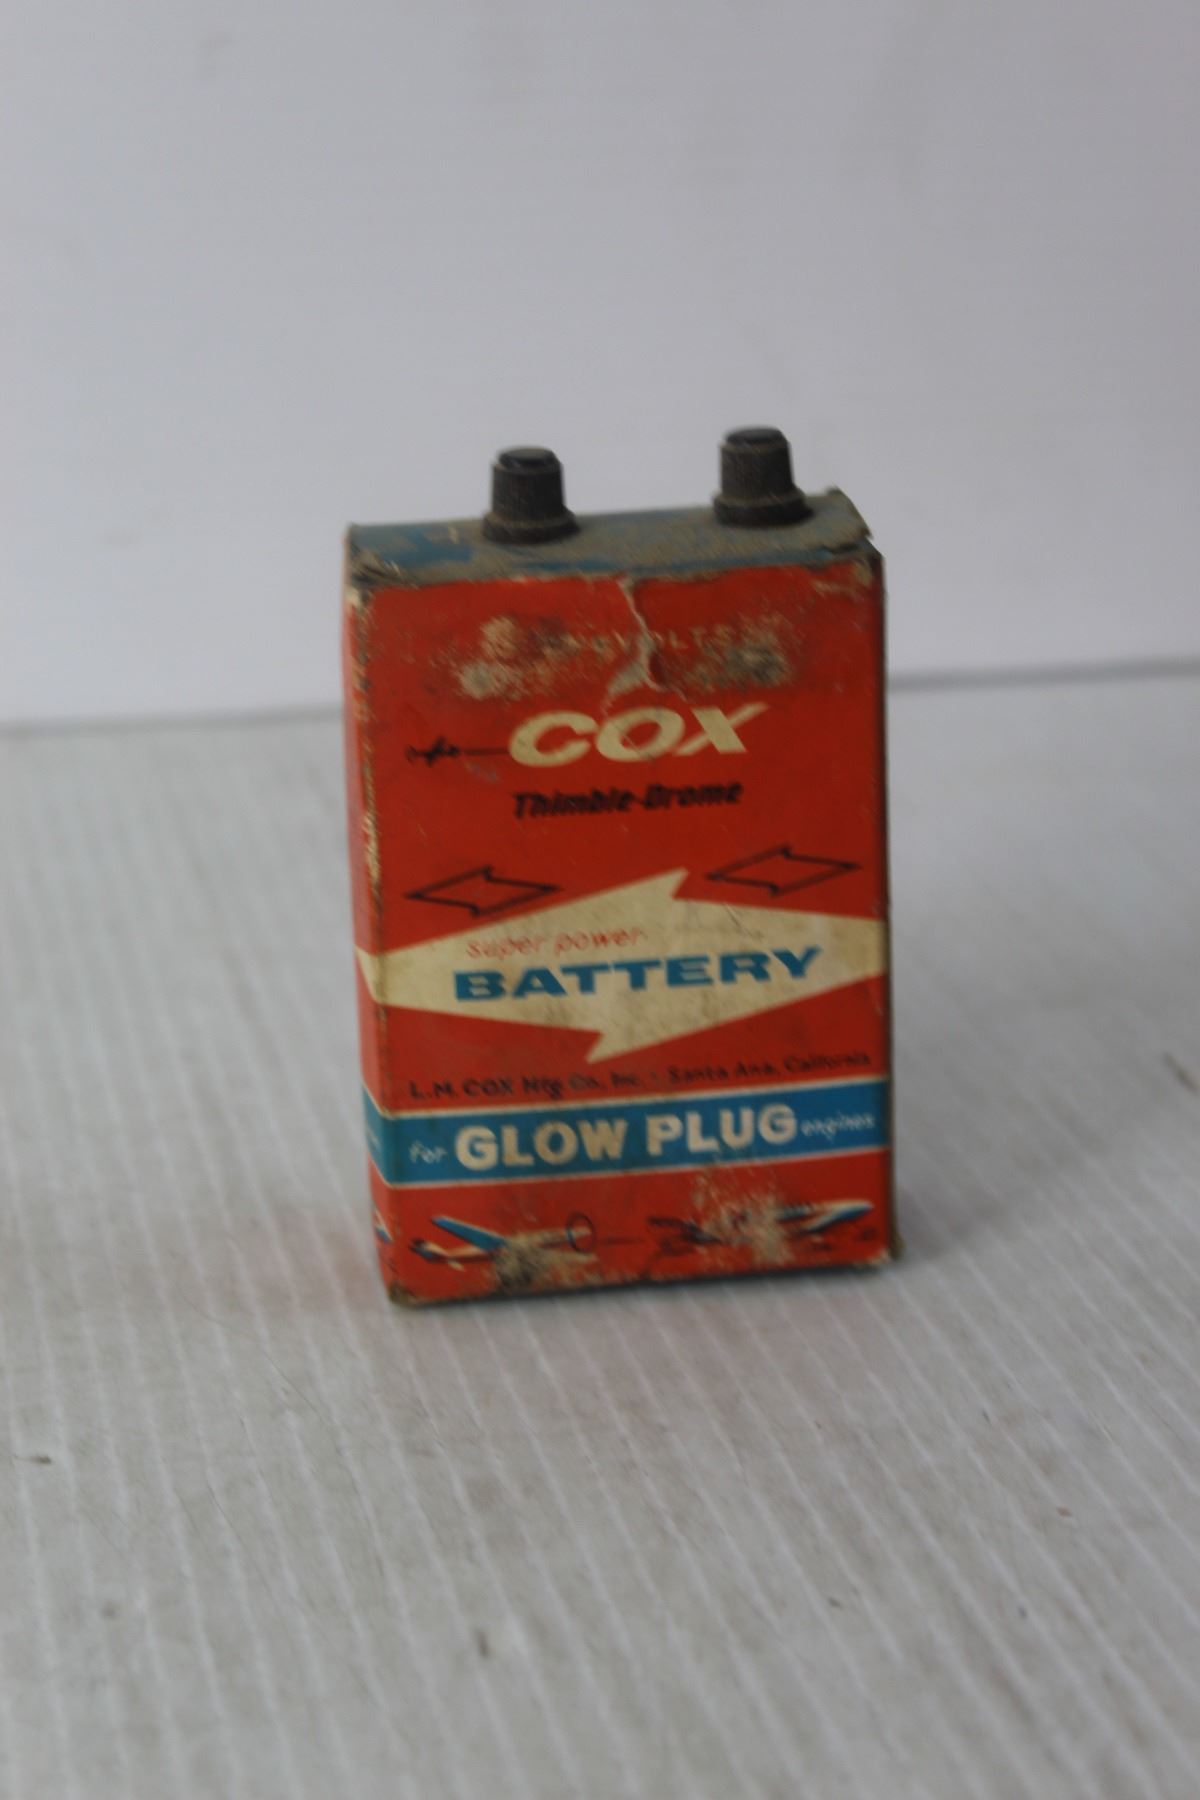 COX
Thimble-Drome
super power
BATTERY
L.M. COX Mfg. Co., Inc. • Santa Ana, California
for GLOW PLUG engines